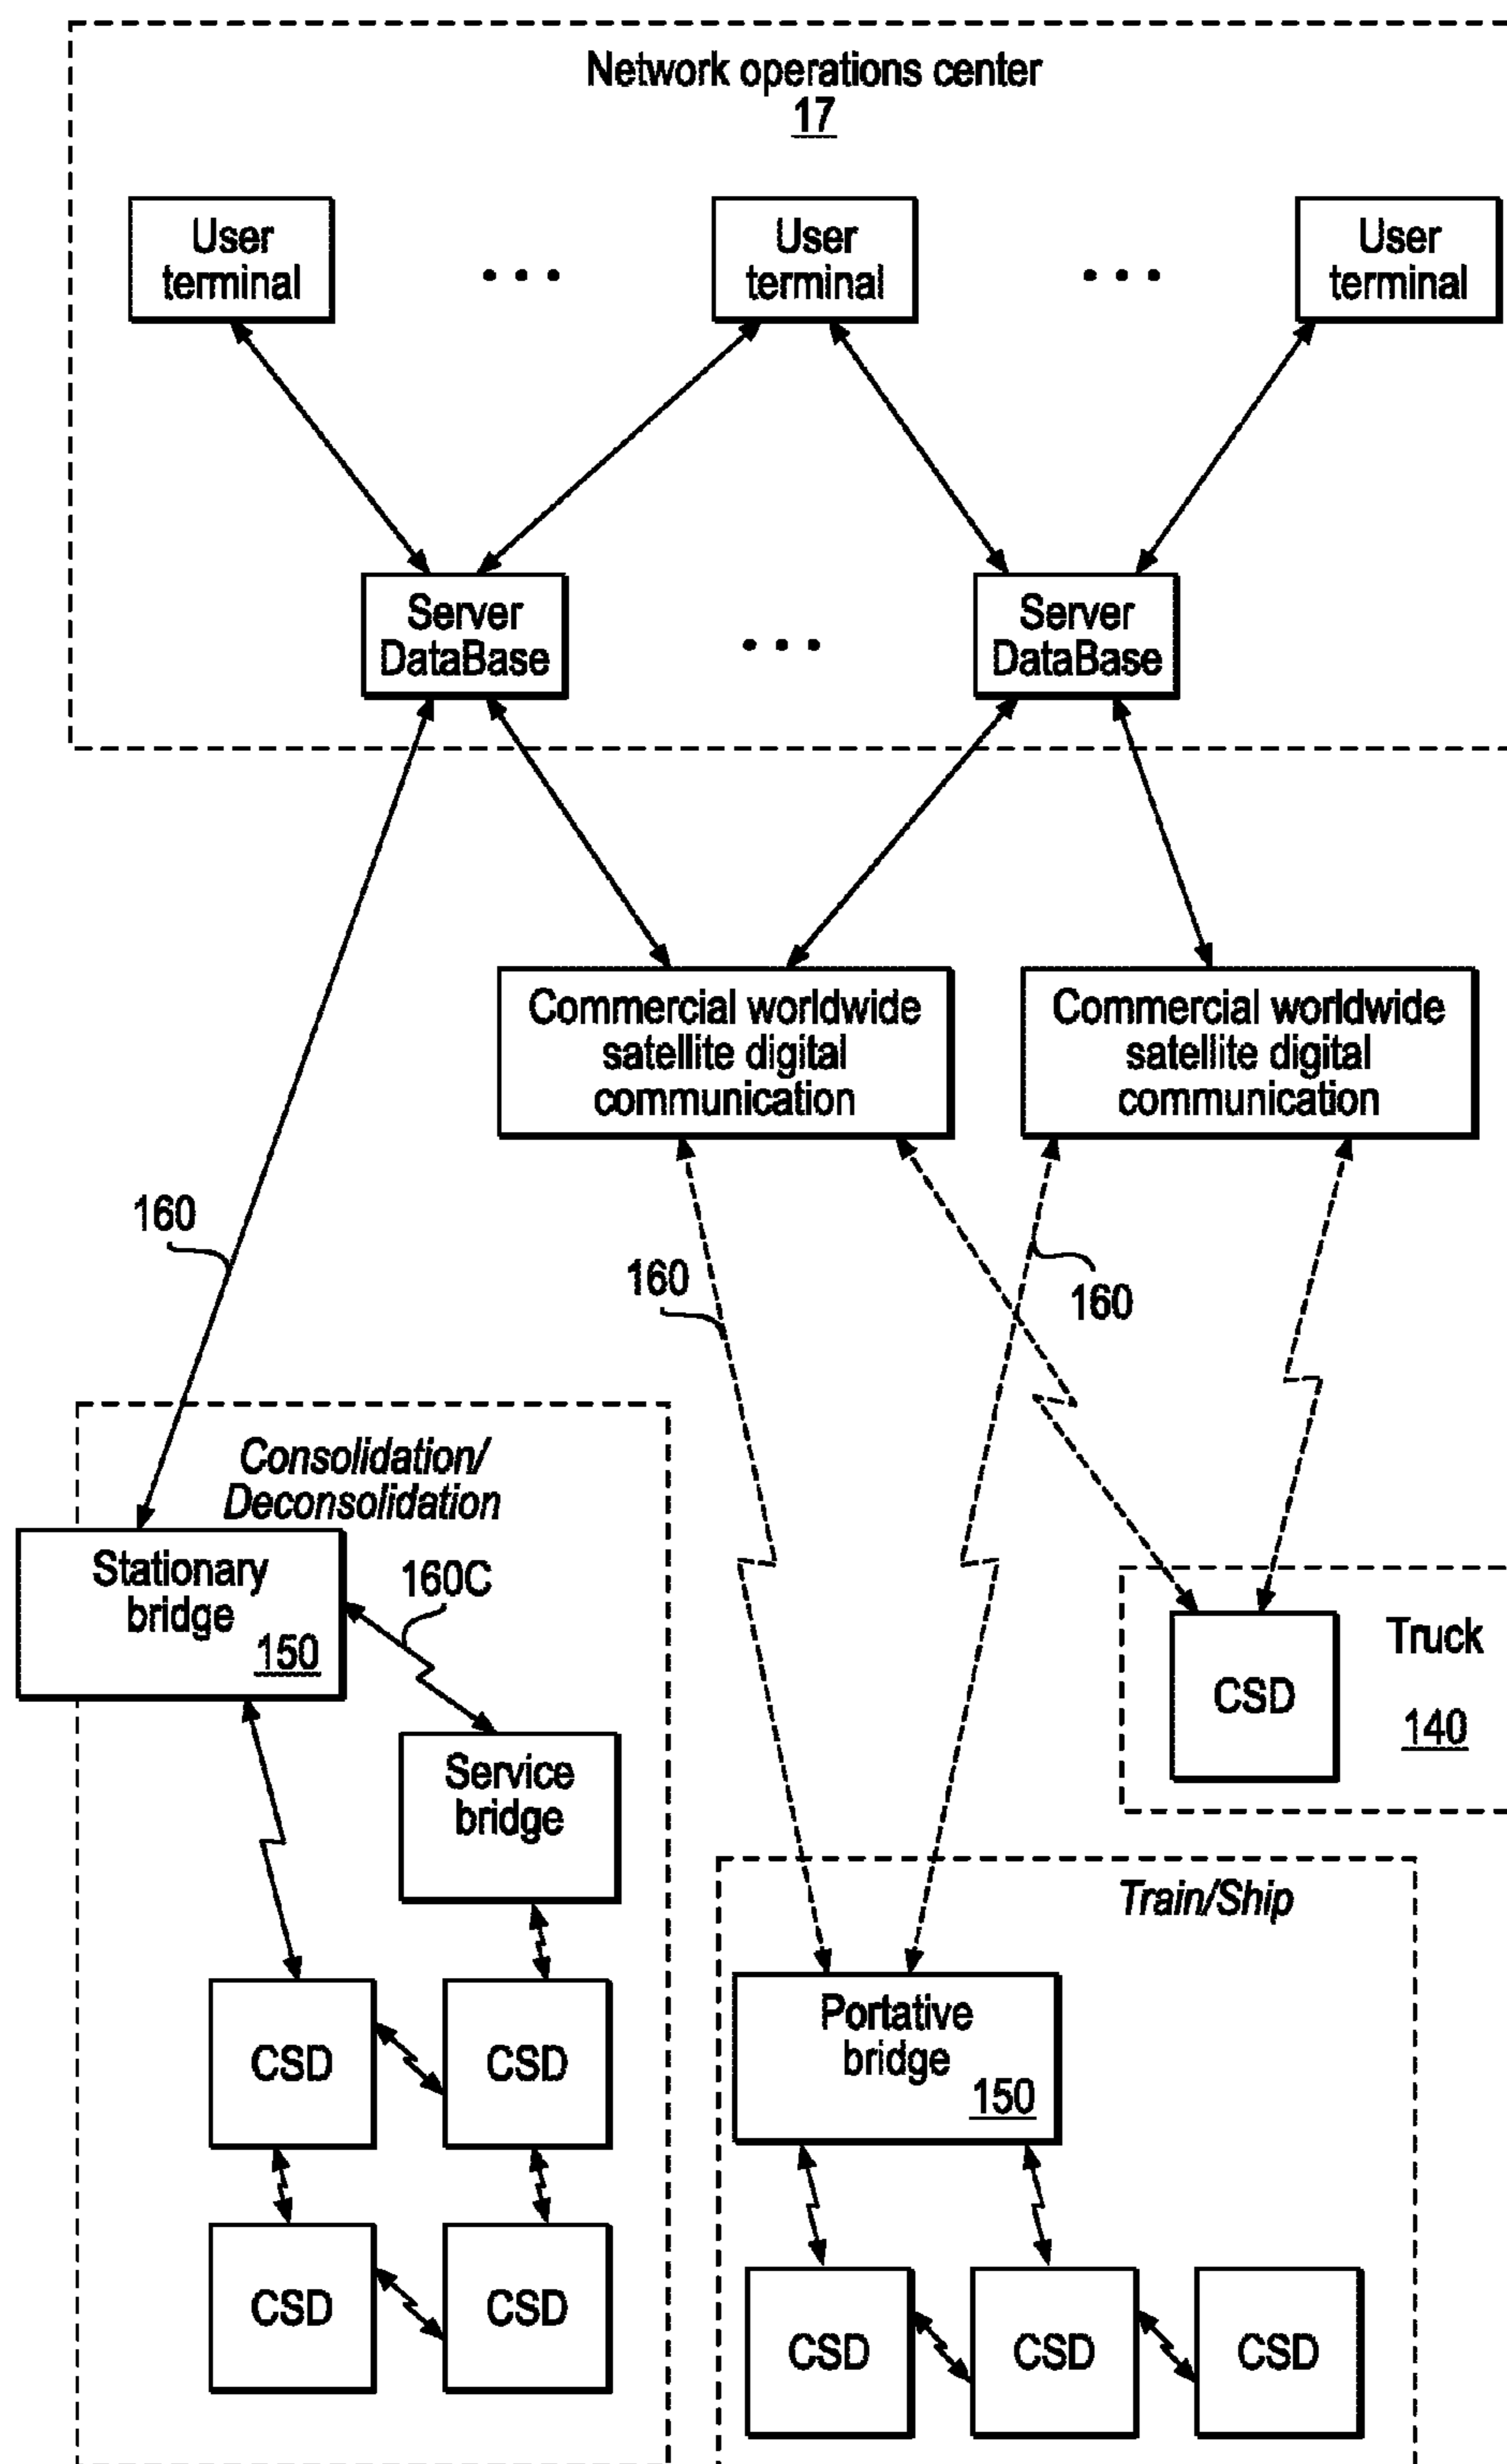 Network operations center
17
User
terminal
. . .
User
terminal
. . .
User
terminal
Server
DataBase
. . .
Server
DataBase
Commercial worldwide
satellite digital
communication
Commercial worldwide
satellite digital
communication
160
160
160
Consolidation/
Deconsolidation
Stationary
bridge
150
160C
Service
bridge
CSD
Truck
140
Train/Ship
Portative
bridge
150
CSD
CSD
CSD
CSD
CSD
CSD
CSD